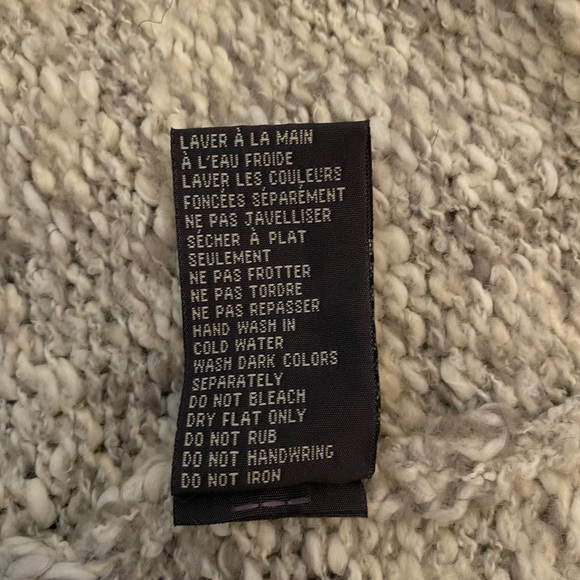 LAVER À LA MAIN
À L'EAU FROIDE
LAVER LES COULEURS
FONCÉES SÉPARÉMENT
NE PAS JAVELLISER
SÉCHER À PLAT
SEULEMENT
NE PAS FROTTER
NE PAS TORDRE
NE PAS REPASSER
HAND WASH IN
COLD WATER
WASH DARK COLORS
SEPARATELY
DO NOT BLEACH
DRY FLAT ONLY
DO NOT RUB
DO NOT HANDWRING
DO NOT IRON